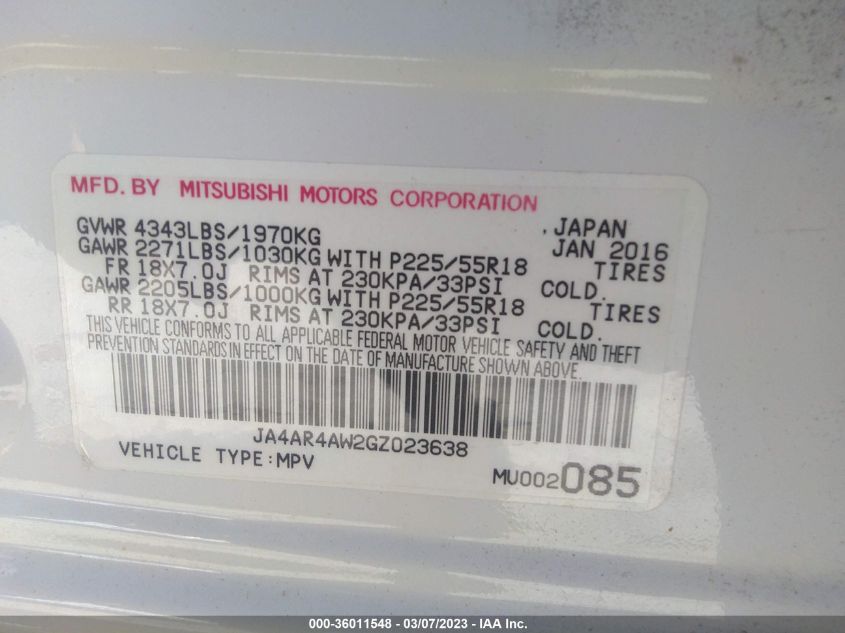 MFD. BY MITSUBISHI MOTORS CORPORATION
GVWR 4343LBS/1970KG . JAPAN
GAWR 2271LBS/1030KG WITH P225/55R18 JAN 2016
FR 18X7.0J RIMS AT 230KPA/33PSI TIRES
GAWR 2205LBS/1000KG WITH P225/55R18 COLD.
RR 18X7.0J RIMS AT 230KPA/33PSI TIRES
COLD.
THIS VEHICLE CONFORMS TO ALL APPLICABLE FEDERAL MOTOR VEHICLE SAFETY AND THEFT
PREVENTION STANDARDS IN EFFECT ON THE DATE OF MANUFACTURE SHOWN ABOVE.
JA4AR4AW2GZ023638
VEHICLE TYPE:MPV
MU002085
000-36011548 - 03/07/2023 - IAA Inc.